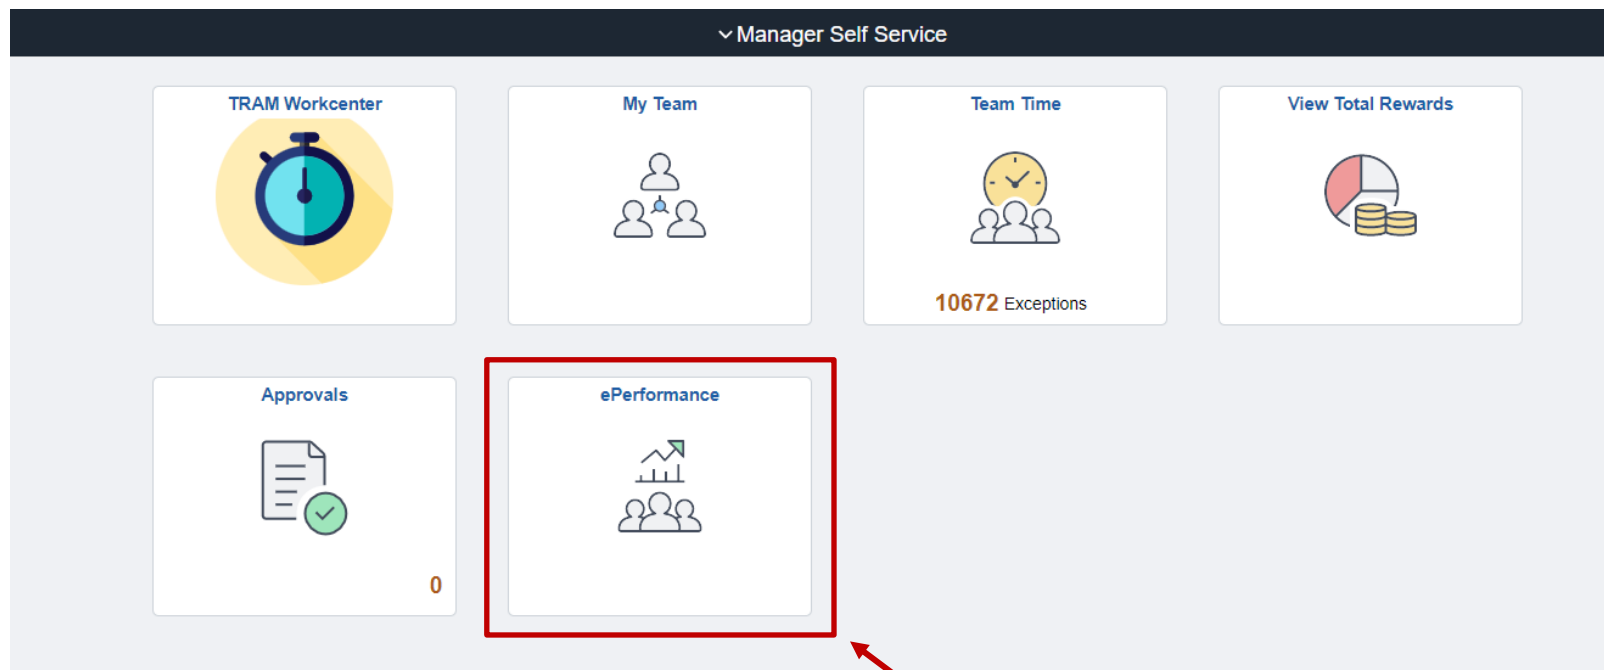 Manager Self Service
TRAM Workcenter
My Team
Team Time
View Total Rewards
10672 Exceptions
Approvals
ePerformance
0